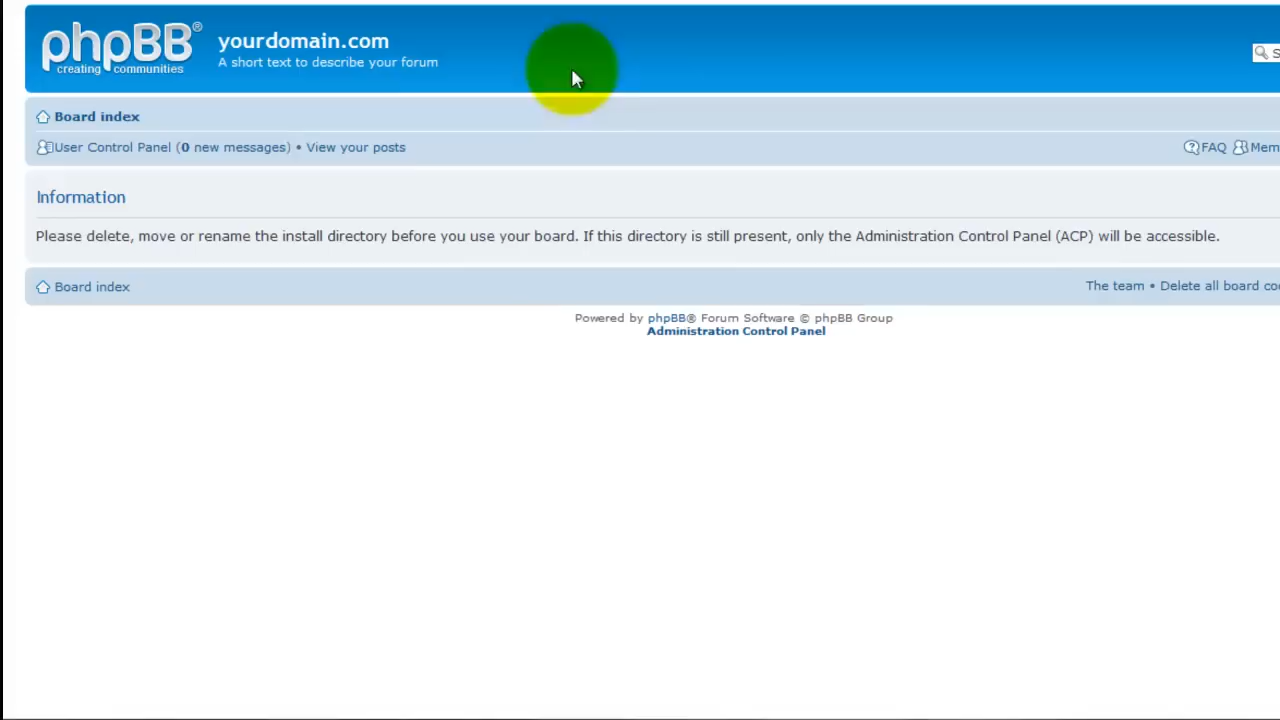 phpBB®
creating communities
yourdomain.com
A short text to describe your forum
S
Board index
User Control Panel (0 new messages) • View your posts
FAQ Mem
Information
Please delete, move or rename the install directory before you use your board. If this directory is still present, only the Administration Control Panel (ACP) will be accessible.
Board index
The team • Delete all board co
Powered by phpBB® Forum Software © phpBB Group
Administration Control Panel